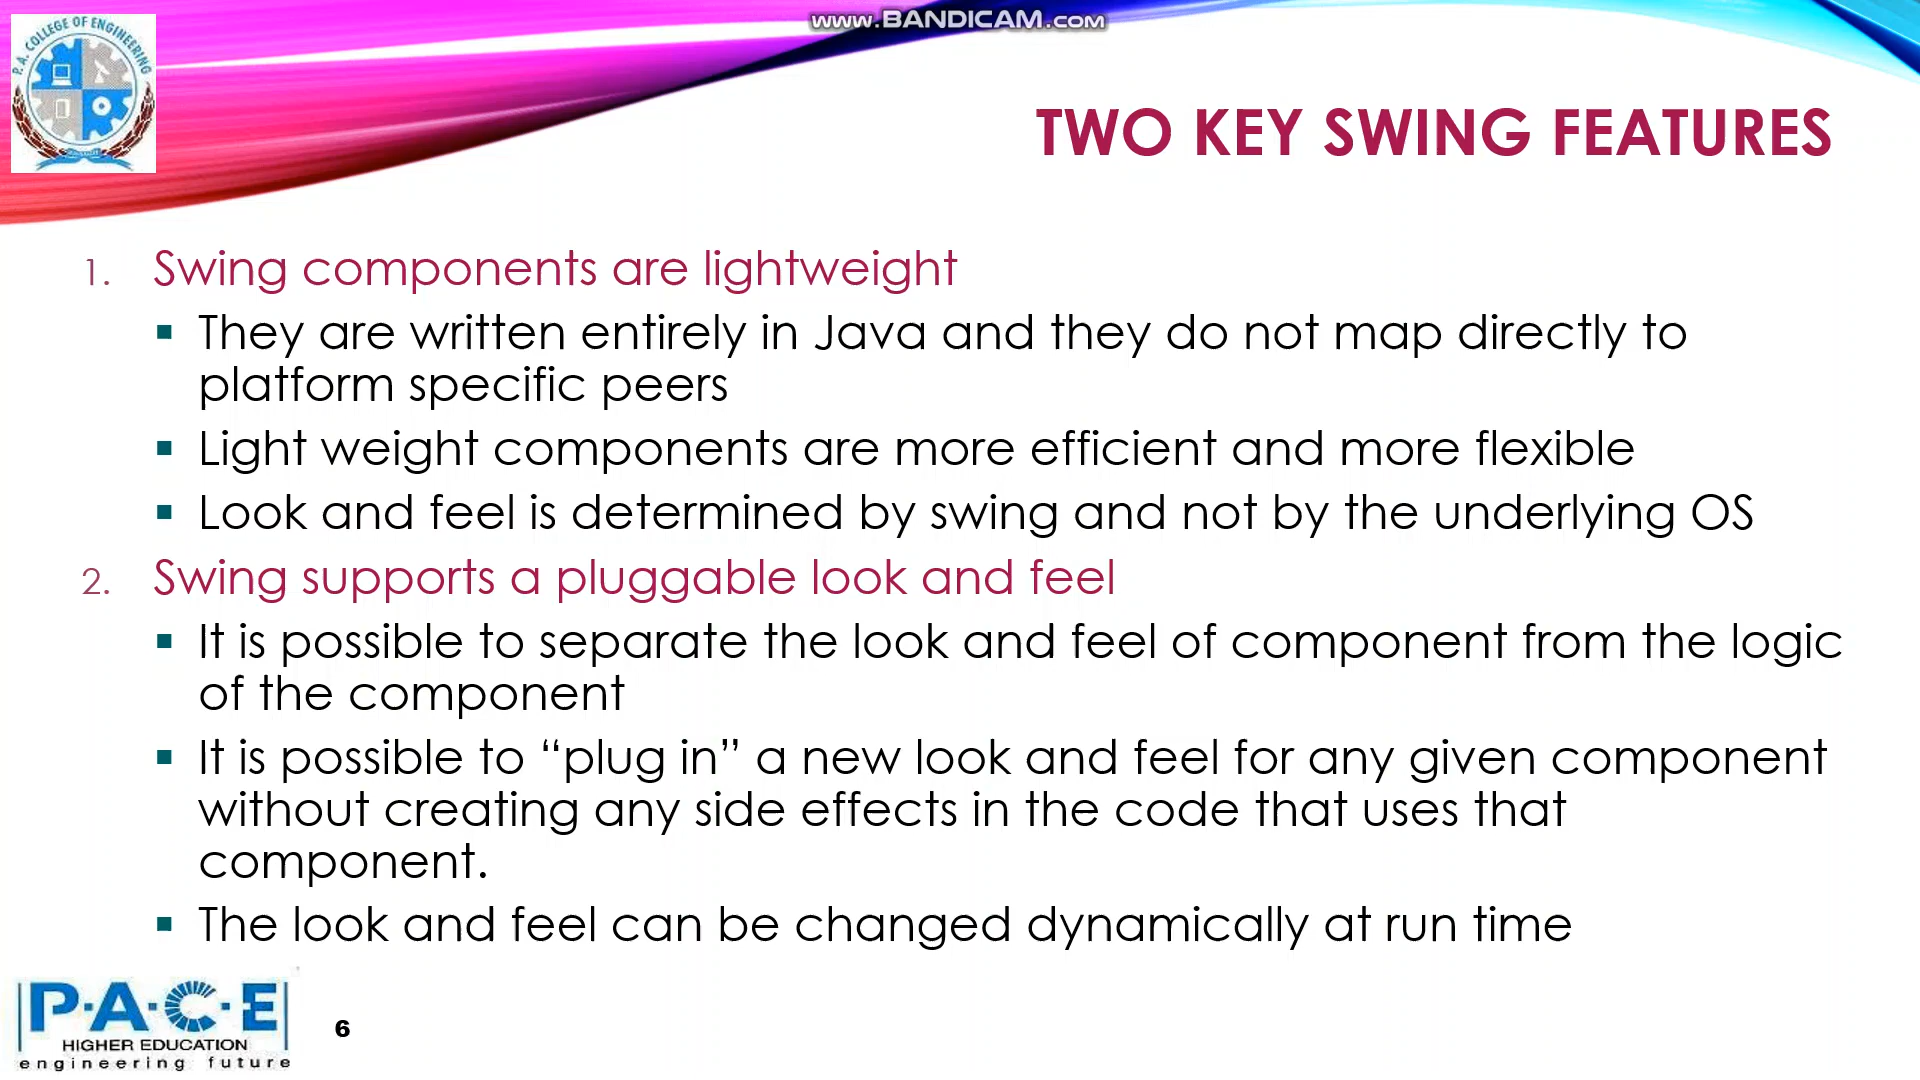 www.BANDICAM.com
P.A. COLLEGE OF ENGINEERING
TWO KEY SWING FEATURES
1. Swing components are lightweight
▪ They are written entirely in Java and they do not map directly to
platform specific peers
▪ Light weight components are more efficient and more flexible
▪ Look and feel is determined by swing and not by the underlying OS
2. Swing supports a pluggable look and feel
▪ It is possible to separate the look and feel of component from the logic
of the component
▪ It is possible to “plug in” a new look and feel for any given component
without creating any side effects in the code that uses that
component.
▪ The look and feel can be changed dynamically at run time
P·A·C·E
HIGHER EDUCATION
engineering future
6